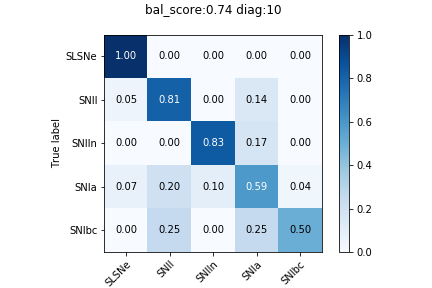 bal_score:0.74 diag:10
SLSNe 1.00 0.00 0.00 0.00 0.00 1.0
SNII 0.05 0.81 0.00 0.14 0.00 0.8
SNIIn 0.00 0.00 0.83 0.17 0.00 0.6
True label
SNIa 0.07 0.20 0.10 0.59 0.04 0.4
SNIbc 0.00 0.25 0.00 0.25 0.50 0.2
0.0
SLSNe SNII SNIIn SNIa SNIbc